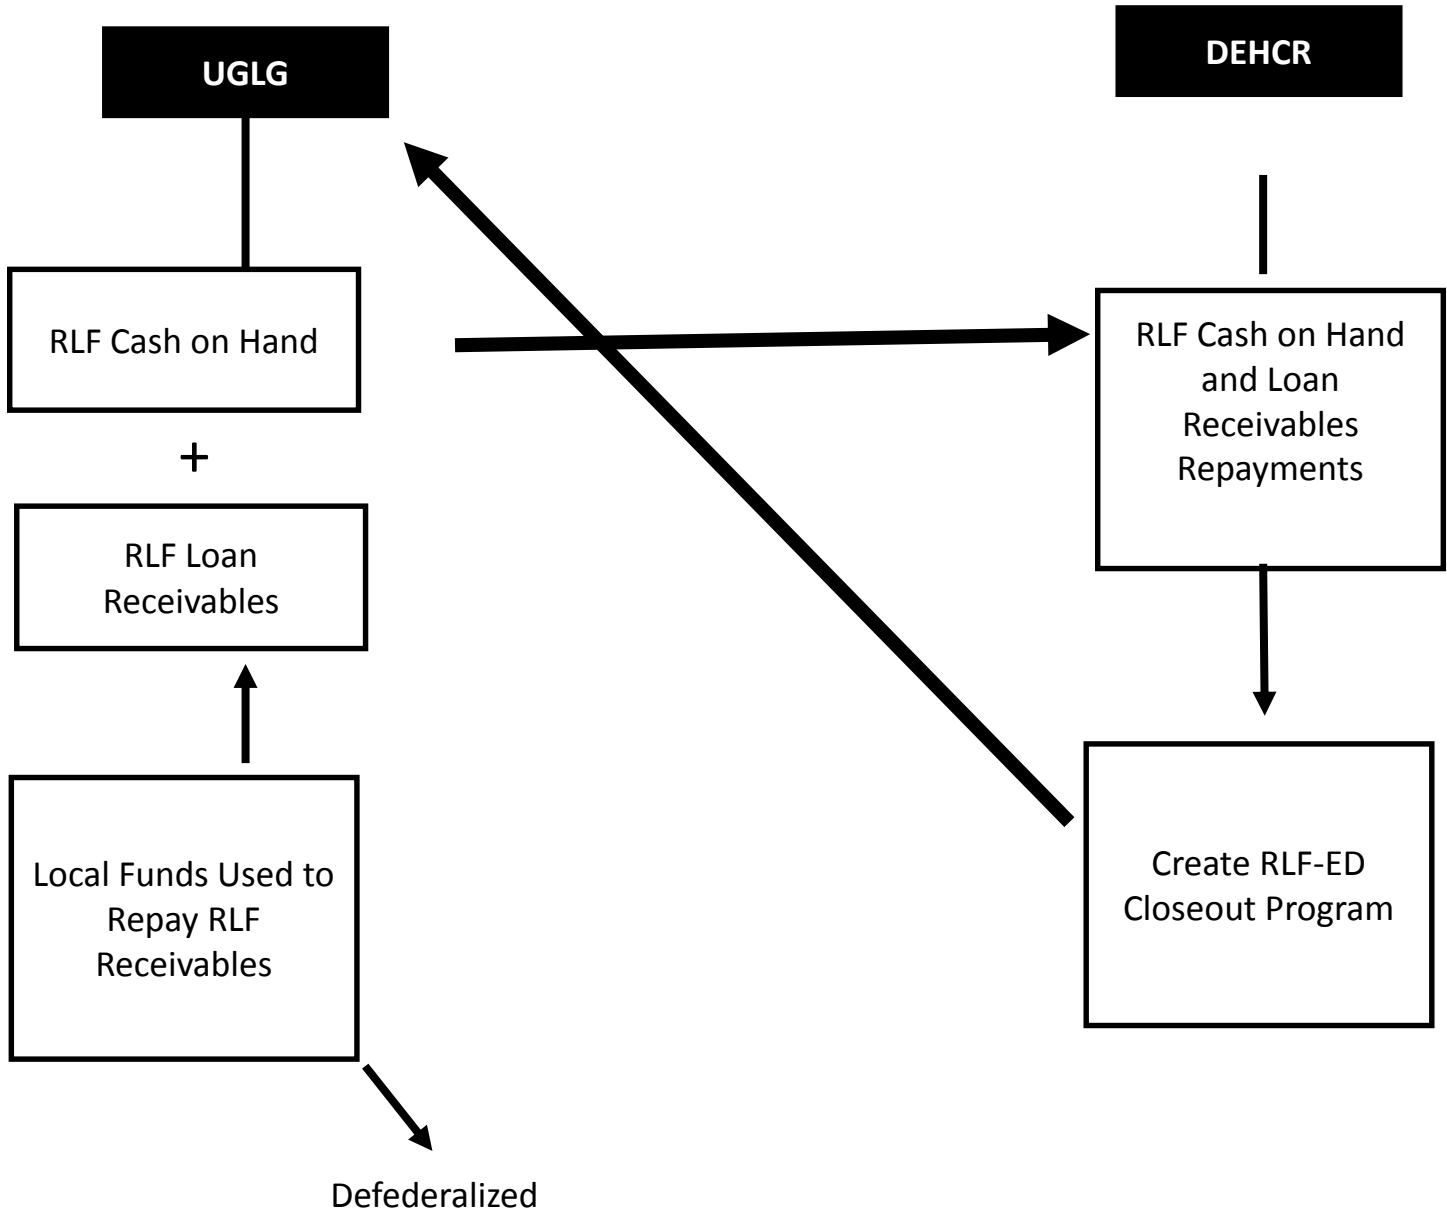 UGLG
DEHCR
RLF Cash on Hand
+
RLF Loan
Receivables
Local Funds Used to
Repay RLF
Receivables
Defederalized
RLF Cash on Hand
and Loan
Receivables
Repayments
Create RLF-ED
Closeout Program